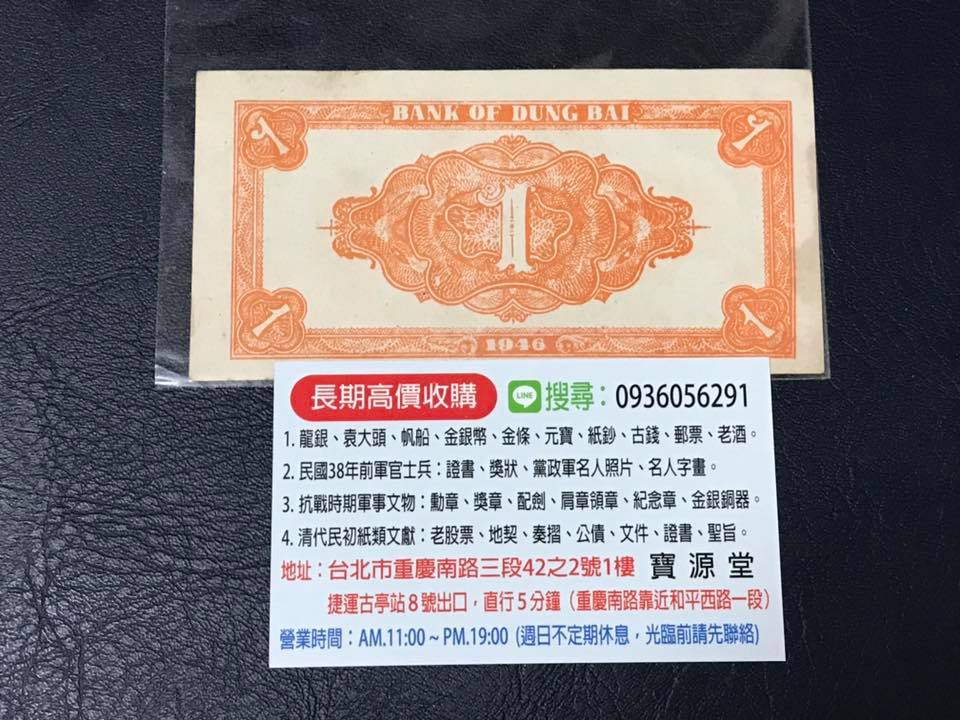 BANK OF DUNG BAI
1 1
1
1 1
1946
長期高價收購 LINE 搜尋：0936056291
1. 龍銀、袁大頭、帆船、金銀幣、金條、元寶、紙鈔、古錢、郵票、老酒。
2. 民國38年前軍官士兵：證書、獎狀、黨政軍名人照片、名人字畫。
3. 抗戰時期軍事文物：勳章、獎章、配劍、肩章領章、紀念章、金銀銅器。
4. 清代民初紙類文獻：老股票、地契、奏摺、公債、文件、證書、聖旨。
地址：台北市重慶南路三段42之2號1樓 寶源堂
捷運古亭站8號出口，直行5分鐘（重慶南路靠近和平西路一段）
營業時間：AM.11:00 ~ PM.19:00 (週日不定期休息，光臨前請先聯絡)